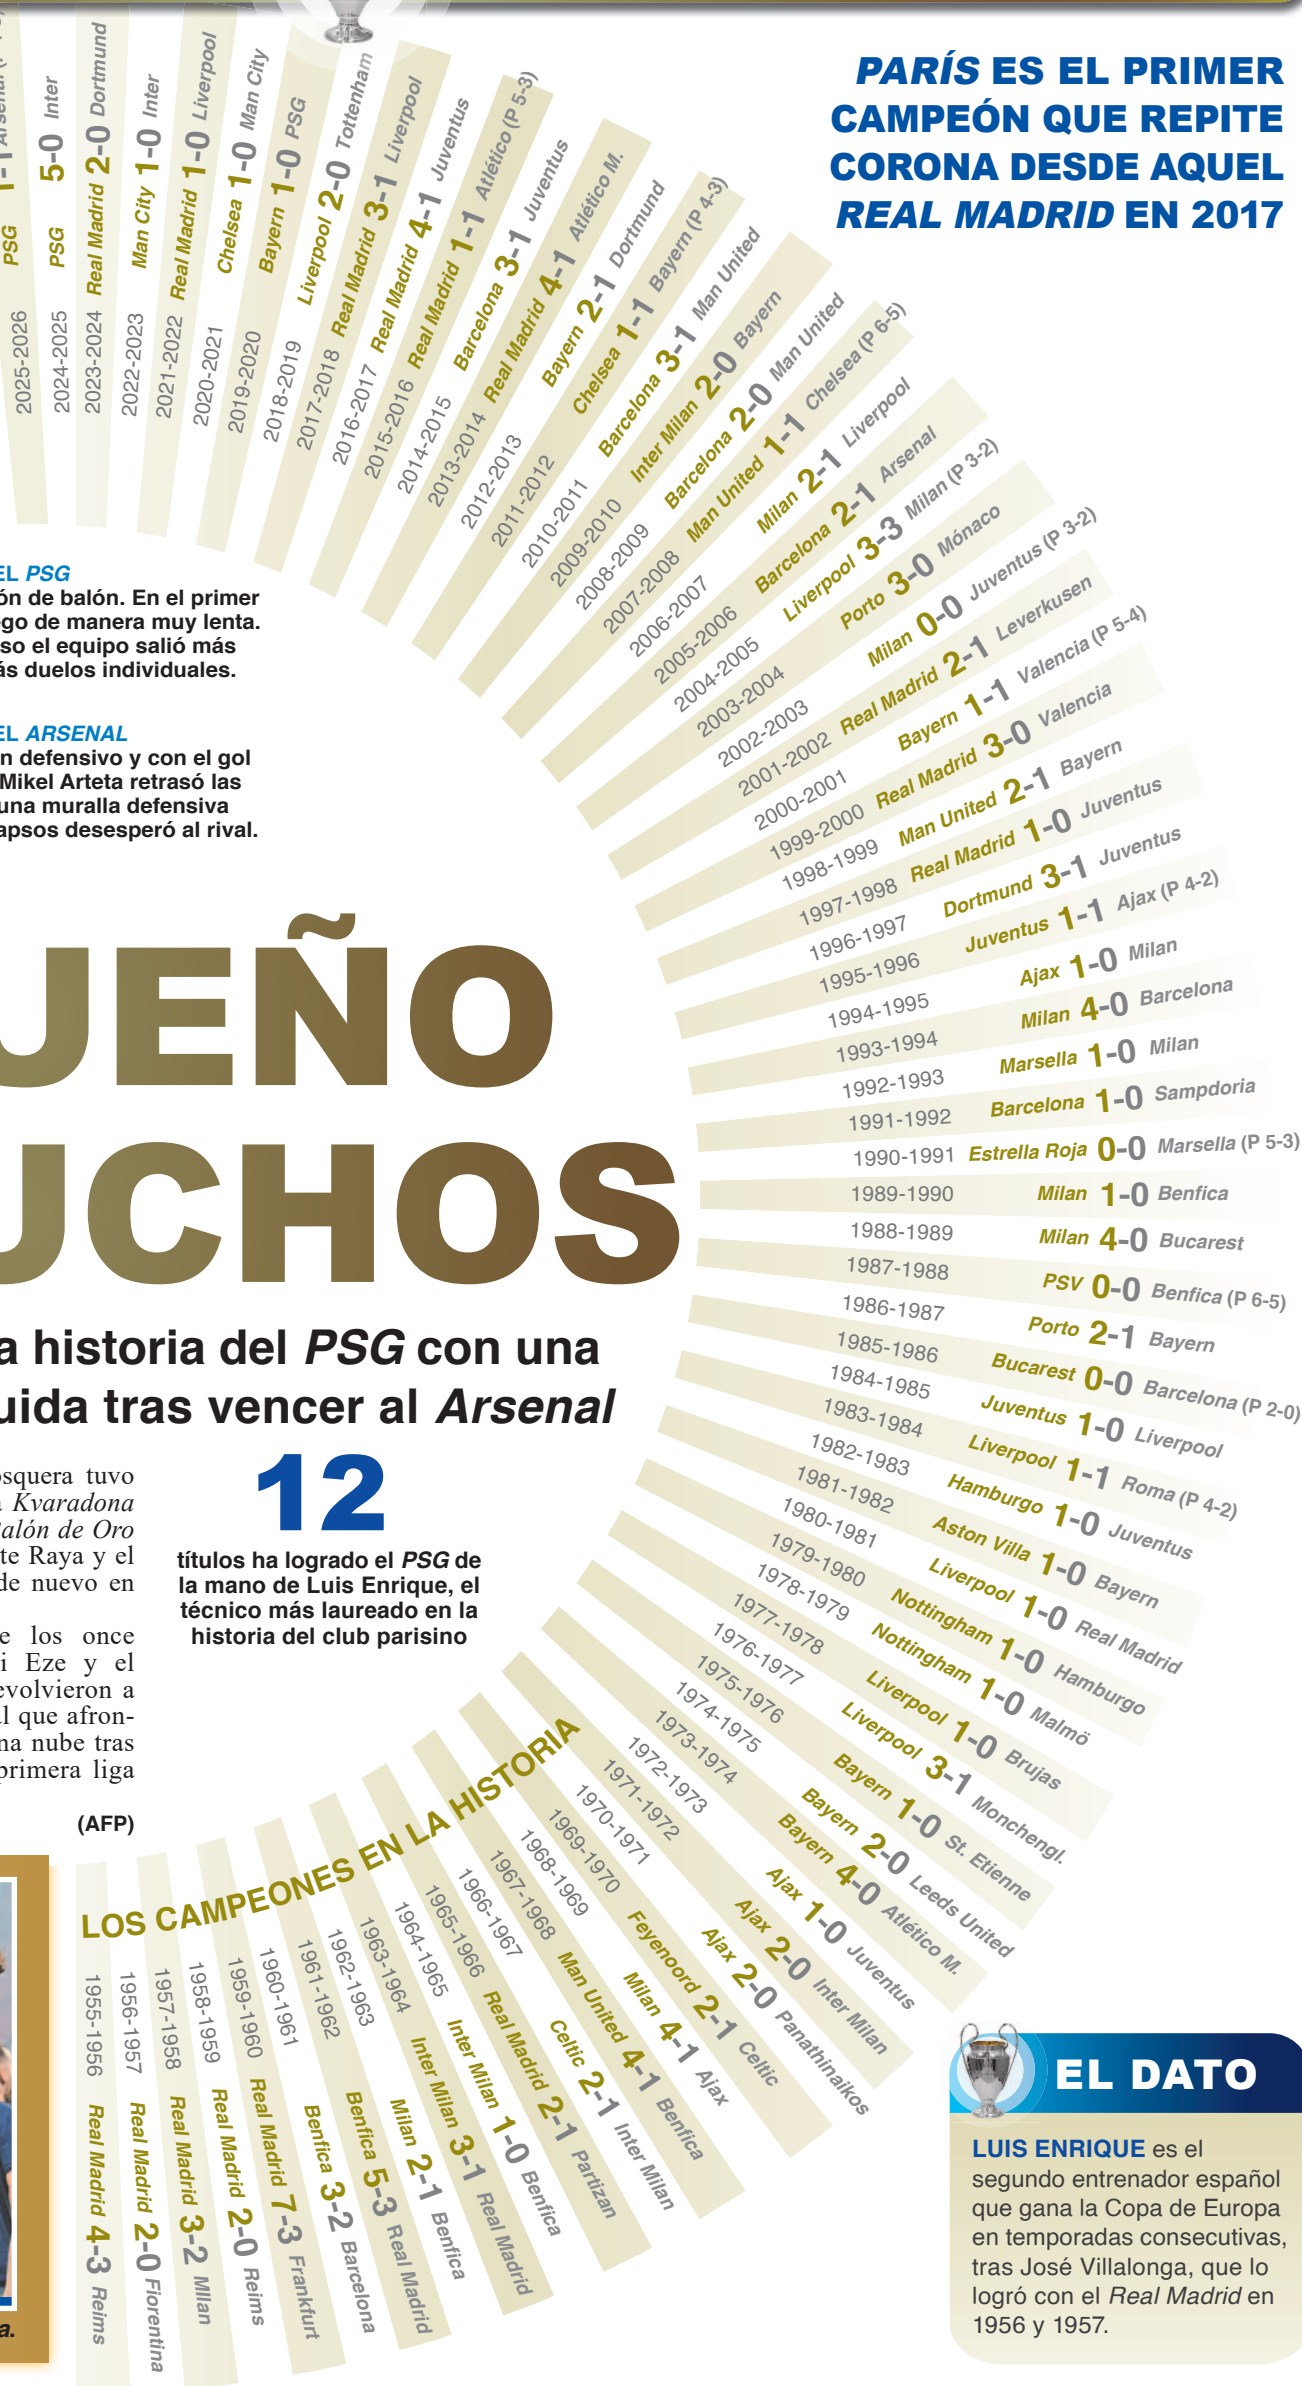 PARÍS ES EL PRIMER
CAMPEÓN QUE REPITE
CORONA DESDE AQUEL
REAL MADRID EN 2017
2025-2026 PSG 1-1
2024-2025 PSG 5-0 Inter
2023-2024 Real Madrid 2-0 Dortmund
2022-2023 Man City 1-0 Inter
2021-2022 Real Madrid 1-0 Liverpool
2020-2021 Chelsea 1-0 Man City
2019-2020 Bayern 1-0 PSG
2018-2019 Liverpool 2-0 Tottenham
2017-2018 Real Madrid 3-1 Liverpool
2016-2017 Real Madrid 4-1 Juventus
2015-2016 Real Madrid 1-1 Atlético (P 5-3)
2014-2015 Barcelona 3-1 Juventus
2013-2014 Real Madrid 4-1 Atlético M.
2012-2013 Bayern 2-1 Dortmund
2011-2012 Chelsea 1-1 Bayern (P 4-3)
2010-2011 Barcelona 3-1 Man United
2009-2010 Inter Milan 2-0 Bayern
2008-2009 Barcelona 2-0 Man United
2007-2008 Man United 1-1 Chelsea (P 6-5)
2006-2007 Milan 2-1 Liverpool
2005-2006 Barcelona 2-1 Arsenal
2004-2005 Liverpool 3-3 Milan (P 3-2)
2003-2004 Porto 3-0 Mónaco
2002-2003 Milan 0-0 Juventus (P 3-2)
2001-2002 Real Madrid 2-1 Leverkusen
2000-2001 Bayern 1-1 Valencia (P 5-4)
1999-2000 Real Madrid 3-0 Valencia
1998-1999 Man United 2-1 Bayern
1997-1998 Real Madrid 1-0 Juventus
1996-1997 Dortmund 3-1 Juventus
1995-1996 Juventus 1-1 Ajax (P 4-2)
1994-1995 Ajax 1-0 Milan
1993-1994 Milan 4-0 Barcelona
1992-1993 Marsella 1-0 Milan
1991-1992 Barcelona 1-0 Sampdoria
1990-1991 Estrella Roja 0-0 Marsella (P 5-3)
1989-1990 Milan 1-0 Benfica
1988-1989 Milan 4-0 Bucarest
1987-1988 PSV 0-0 Benfica (P 6-5)
1986-1987 Porto 2-1 Bayern
1985-1986 Bucarest 0-0 Barcelona (P 2-0)
1984-1985 Juventus 1-0 Liverpool
1983-1984 Liverpool 1-1 Roma (P 4-2)
1982-1983 Hamburgo 1-0 Juventus
1981-1982 Aston Villa 1-0 Bayern
1980-1981 Liverpool 1-0 Real Madrid
1979-1980 Nottingham 1-0 Hamburgo
1978-1979 Nottingham 1-0 Malmö
1977-1978 Liverpool 1-0 Brujas
1976-1977 Liverpool 3-1 Monchengl.
1975-1976 Bayern 1-0 St. Etienne
1974-1975 Bayern 2-0 Leeds United
1973-1974 Bayern 4-0 Atlético M.
1972-1973 Ajax 1-0 Juventus
1971-1972 Ajax 2-0 Inter Milan
1970-1971 Ajax 2-0 Panathinaikos
1969-1970 Feyenoord 2-1 Celtic
1968-1969 Milan 4-1 Ajax
1967-1968 Man United 4-1 Benfica
1966-1967 Celtic 2-1 Inter Milan
1965-1966 Real Madrid 2-1 Partizan
1964-1965 Inter Milan 1-0 Benfica
1963-1964 Inter Milan 3-1 Real Madrid
1962-1963 Milan 2-1 Benfica
1961-1962 Benfica 5-3 Real Madrid
1960-1961 Benfica 3-2 Barcelona
1959-1960 Real Madrid 7-3 Frankfurt
1958-1959 Real Madrid 2-0 Reims
1957-1958 Real Madrid 3-2 MIlan
1956-1957 Real Madrid 2-0 Fiorentina
1955-1956 Real Madrid 4-3 Reims
LOS CAMPEONES EN LA HISTORIA
EL PSG
ón de balón. En el primer
ego de manera muy lenta.
so el equipo salió más
ás duelos individuales.
EL ARSENAL
n defensivo y con el gol
Mikel Arteta retrasó las
una muralla defensiva
apsos desesperó al rival.
UEÑO
UCHOS
a historia del PSG con una
uida tras vencer al Arsenal
osquera tuvo
a Kvaradona
Balón de Oro
te Raya y el
de nuevo en
e los once
i Eze y el
evolvieron a
al que afron-
na nube tras
primera liga
(AFP)
12
títulos ha logrado el PSG de
la mano de Luis Enrique, el
técnico más laureado en la
historia del club parisino
a.
EL DATO
LUIS ENRIQUE es el
segundo entrenador español
que gana la Copa de Europa
en temporadas consecutivas,
tras José Villalonga, que lo
logró con el Real Madrid en
1956 y 1957.